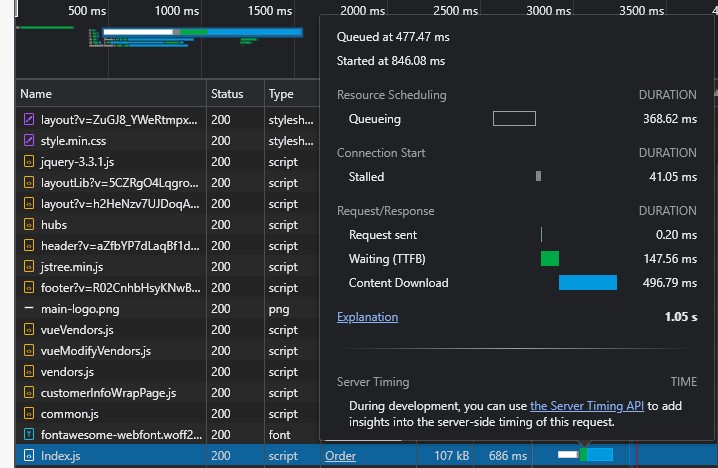 500 ms 1000 ms 1500 ms 2000 ms 2500 ms 3000 ms 3500 ms 4
Queued at 477.47 ms
Started at 846.08 ms
Resource Scheduling DURATION
Queueing 368.62 ms
Connection Start DURATION
Stalled 41.05 ms
Request/Response DURATION
Request sent 0.20 ms
Waiting (TTFB) 147.56 ms
Content Download 496.79 ms
Explanation 1.05 s
Server Timing TIME
During development, you can use the Server Timing API to add
insights into the server-side timing of this request.
Name Status Type
layout?v=ZuGJ8_YWeRtmpx... 200 stylesh...
style.min.css 200 stylesh...
jquery-3.3.1.js 200 script
layoutLib?v=5CZRgO4Lqgro... 200 script
layout?v=h2HeNzv7UJDoqA... 200 script
hubs 200 script
header?v=aZfbYP7dLaqBf1d... 200 script
jstree.min.js 200 script
footer?v=R02CnhbHsyKNwB... 200 script
main-logo.png 200 png
vueVendors.js 200 script
vueModifyVendors.js 200 script
vendors.js 200 script
customerInfoWrapPage.js 200 script
common.js 200 script
fontawesome-webfont.woff2... 200 font
Index.js 200 script Order 107 kB 686 ms